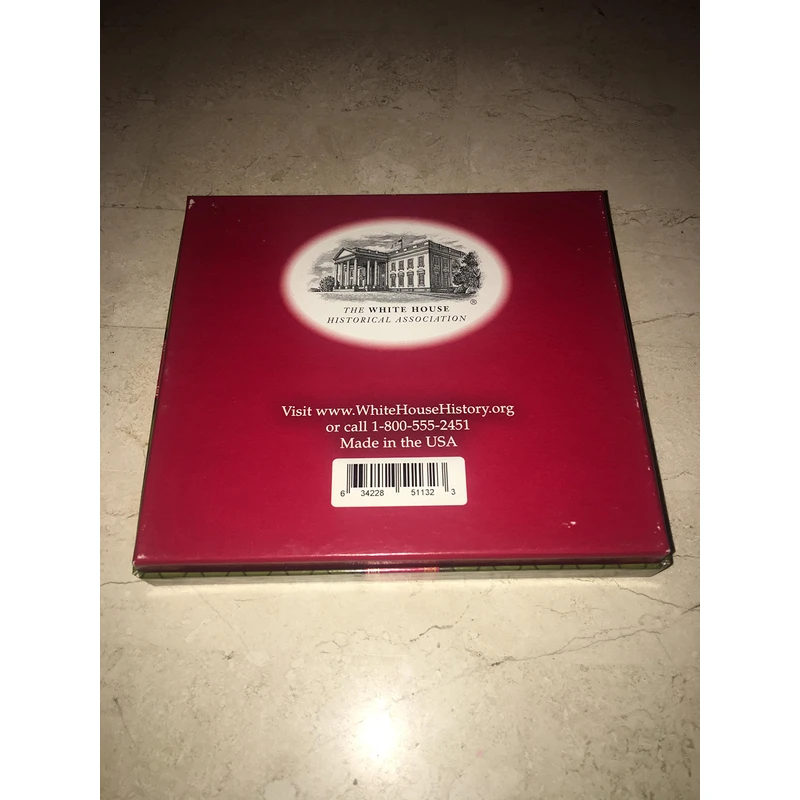 ®
THE WHITE HOUSE
HISTORICAL ASSOCIATION
Visit www.WhiteHouseHistory.org
or call 1-800-555-2451
Made in the USA
6 34228 51132 3